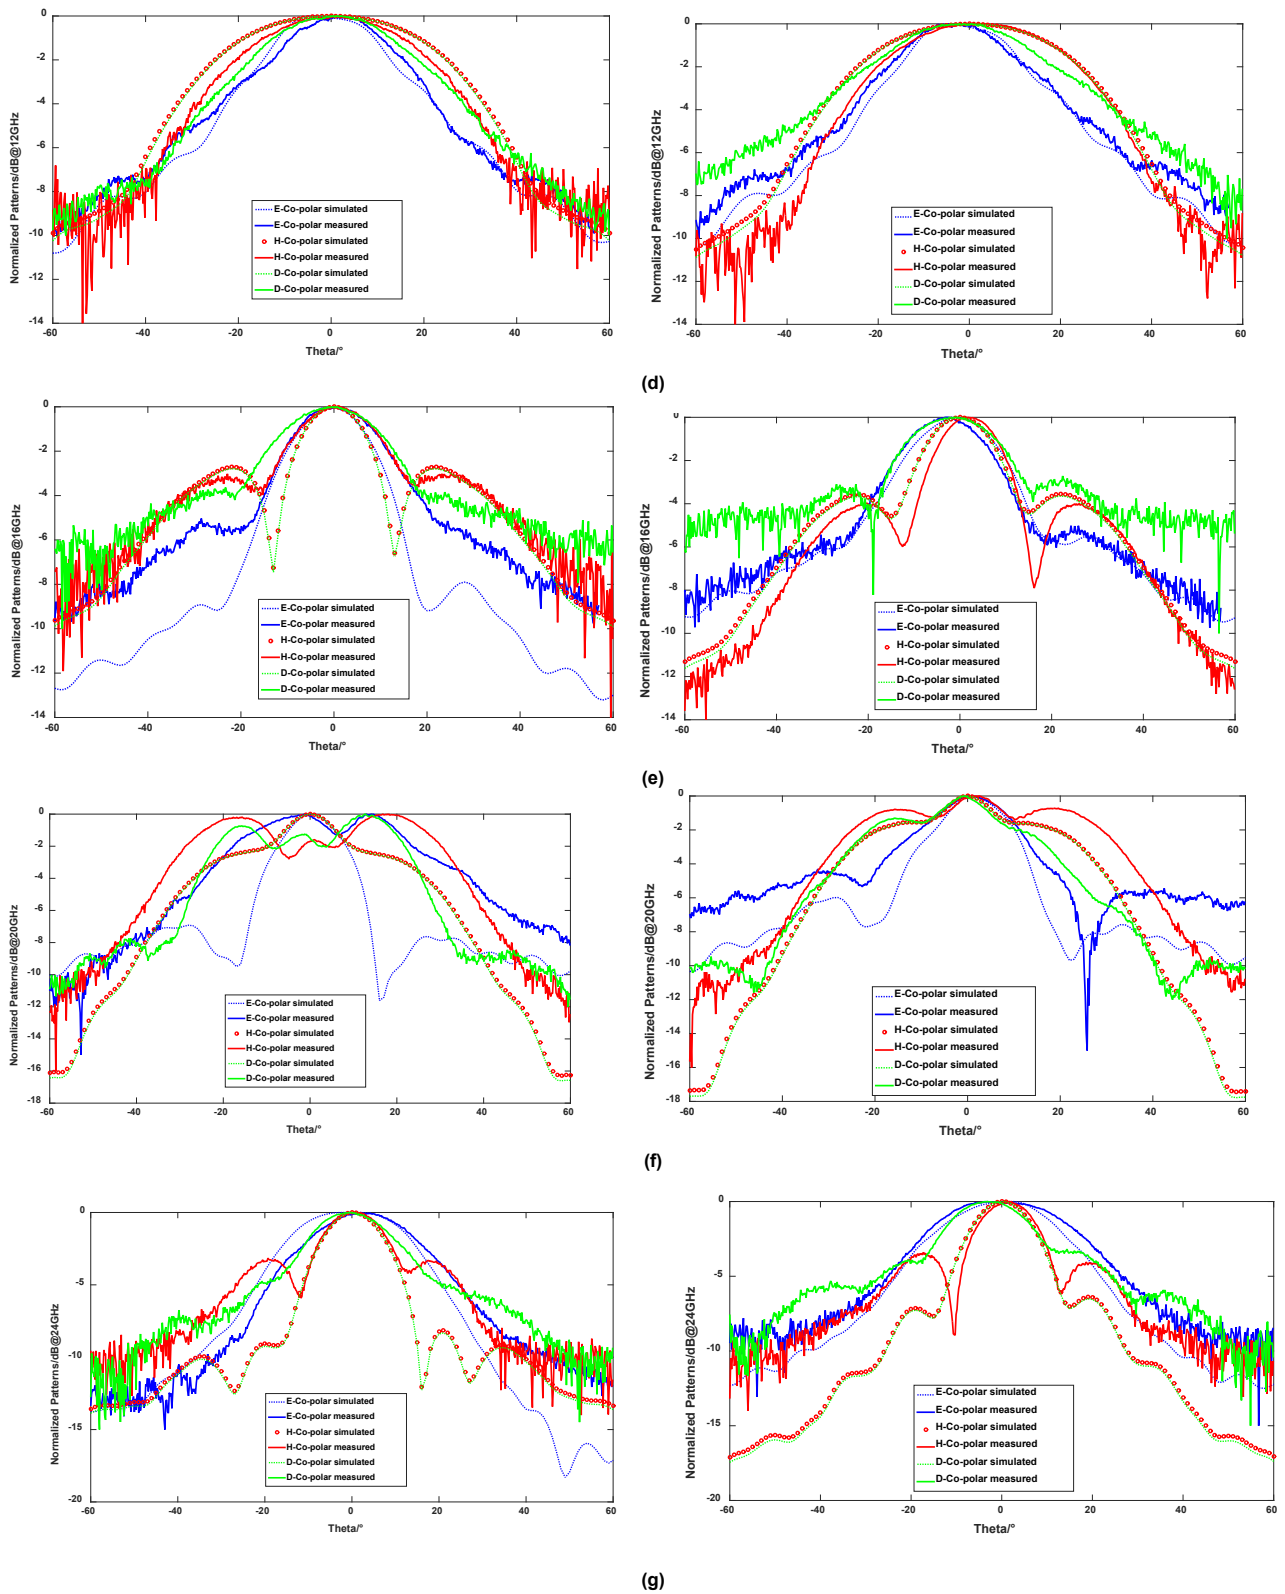 Normalized Patterns/dB@12GHz
0
-2
-4
-6
-8
-10
-12
-14
-60
-40
-20
0
20
40
60
Theta/°
E-Co-polar simulated
E-Co-polar measured
H-Co-polar simulated
H-Co-polar measured
D-Co-polar simulated
D-Co-polar measured
Normalized Patterns/dB@12GHz
0
-2
-4
-6
-8
-10
-12
-14
-60
-40
-20
0
20
40
60
Theta/°
E-Co-polar simulated
E-Co-polar measured
H-Co-polar simulated
H-Co-polar measured
D-Co-polar simulated
D-Co-polar measured
(d)
Normalized Patterns/dB@16GHz
0
-2
-4
-6
-8
-10
-12
-14
-60
-40
-20
0
20
40
60
Theta/°
E-Co-polar simulated
E-Co-polar measured
H-Co-polar simulated
H-Co-polar measured
D-Co-polar simulated
D-Co-polar measured
Normalized Patterns/dB@16GHz
0
-2
-4
-6
-8
-10
-12
-14
-60
-40
-20
0
20
40
60
Theta/°
E-Co-polar simulated
E-Co-polar measured
H-Co-polar simulated
H-Co-polar measured
D-Co-polar simulated
D-Co-polar measured
(e)
Normalized Patterns/dB@20GHz
0
-2
-4
-6
-8
-10
-12
-14
-16
-18
-60
-40
-20
0
20
40
60
Theta/°
E-Co-polar simulated
E-Co-polar measured
H-Co-polar simulated
H-Co-polar measured
D-Co-polar simulated
D-Co-polar measured
Normalized Patterns/dB@20GHz
0
-2
-4
-6
-8
-10
-12
-14
-16
-18
-60
-40
-20
0
20
40
60
Theta/°
E-Co-polar simulated
E-Co-polar measured
H-Co-polar simulated
H-Co-polar measured
D-Co-polar simulated
D-Co-polar measured
(f)
Normalized Patterns/dB@24GHz
0
-5
-10
-15
-20
-60
-40
-20
0
20
40
60
Theta/°
E-Co-polar simulated
E-Co-polar measured
H-Co-polar simulated
H-Co-polar measured
D-Co-polar simulated
D-Co-polar measured
Normalized Patterns/dB@24GHz
0
-5
-10
-15
-20
-60
-40
-20
0
20
40
60
Theta/°
E-Co-polar simulated
E-Co-polar measured
H-Co-polar simulated
H-Co-polar measured
D-Co-polar simulated
D-Co-polar measured
(g)